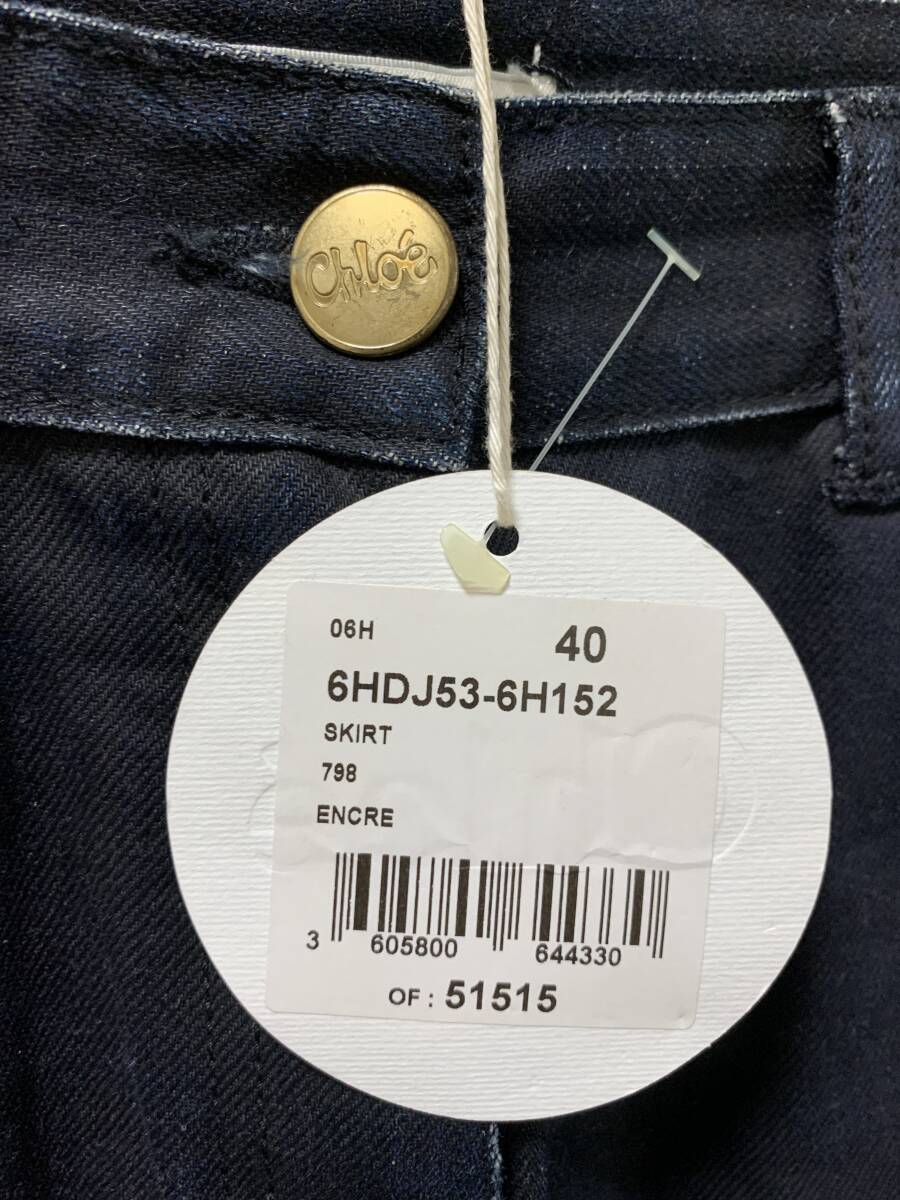 Chloé
06H 40
6HDJ53-6H152
SKIRT
798
ENCRE
3 605800 644330
OF : 51515